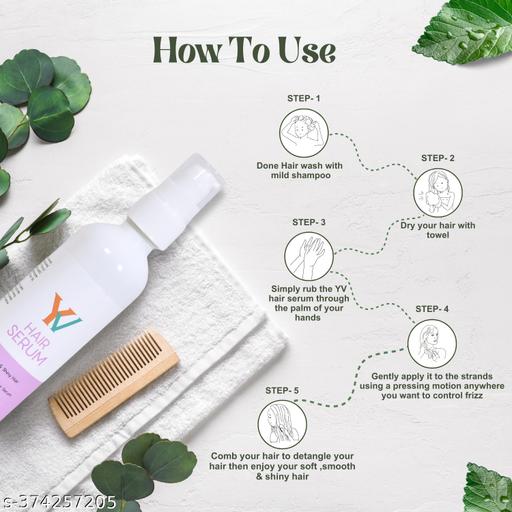 How To Use
STEP- 1
Done Hair wash with
mild shampoo
STEP- 2
Dry your hair with
towel
STEP- 3
Simply rub the YV
hair serum through
the palm of your
hands
STEP- 4
Gently apply it to the strands
using a pressing motion anywhere
you want to control frizz
STEP- 5
Comb your hair to detangle your
hair then enjoy your soft ,smooth
& shiny hair
YV
HAIR
SERUM
s-374257205